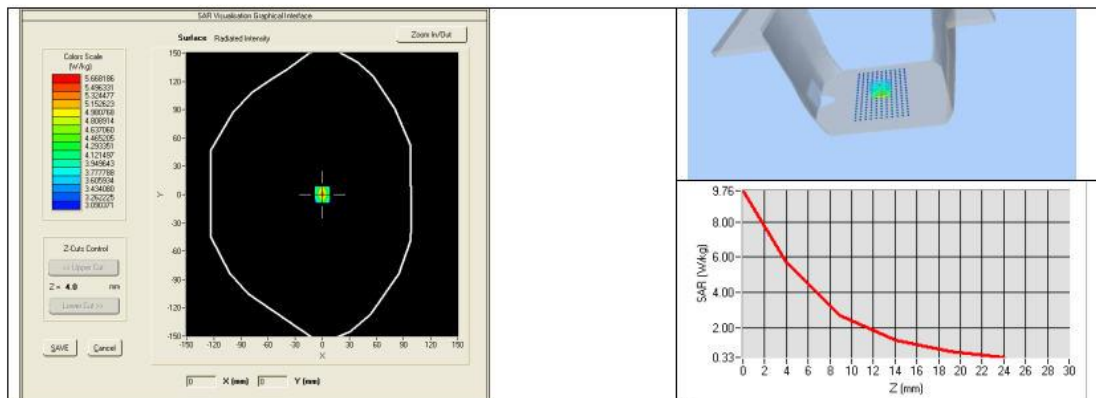 SAR Visualisation Graphical Interface
Surface Radiated Intensity
Zoom In/Out
Colors Scale
(W/kg)
5.668186
5.496331
5.324477
5.152623
4.980768
4.808914
4.637060
4.465205
4.293351
4.121497
3.949643
3.777788
3.605934
3.434080
3.262225
3.090371
Z-Cuts Control
<< Upper Cut
Z = 4.0 mm
Lower Cut >>
SAVE Cancel
150
120
90
60
30
0
-30
-60
-90
-120
-150
Y
-150 -120 -90 -60 -30 0 30 60 90 120 150
X
0 X (mm) 0 Y (mm)
9.76
8.00
6.00
4.00
2.00
0.33
SAR (W/kg)
0 2 4 6 8 10 12 14 16 18 20 22 24 26 28 30
Z (mm)